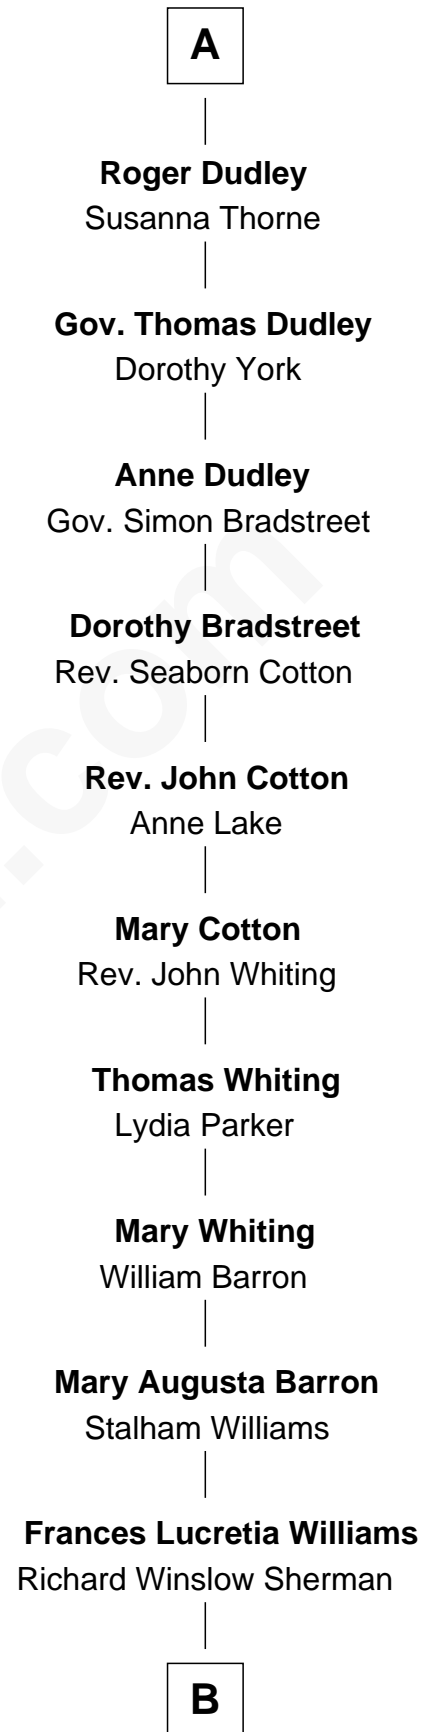 A
Roger Dudley
Susanna Thorne
Gov. Thomas Dudley
Dorothy York
Anne Dudley
Gov. Simon Bradstreet
Dorothy Bradstreet
Rev. Seaborn Cotton
Rev. John Cotton
Anne Lake
Mary Cotton
Rev. John Whiting
Thomas Whiting
Lydia Parker
Mary Whiting
William Barron
Mary Augusta Barron
Stalham Williams
Frances Lucretia Williams
Richard Winslow Sherman
B
.com